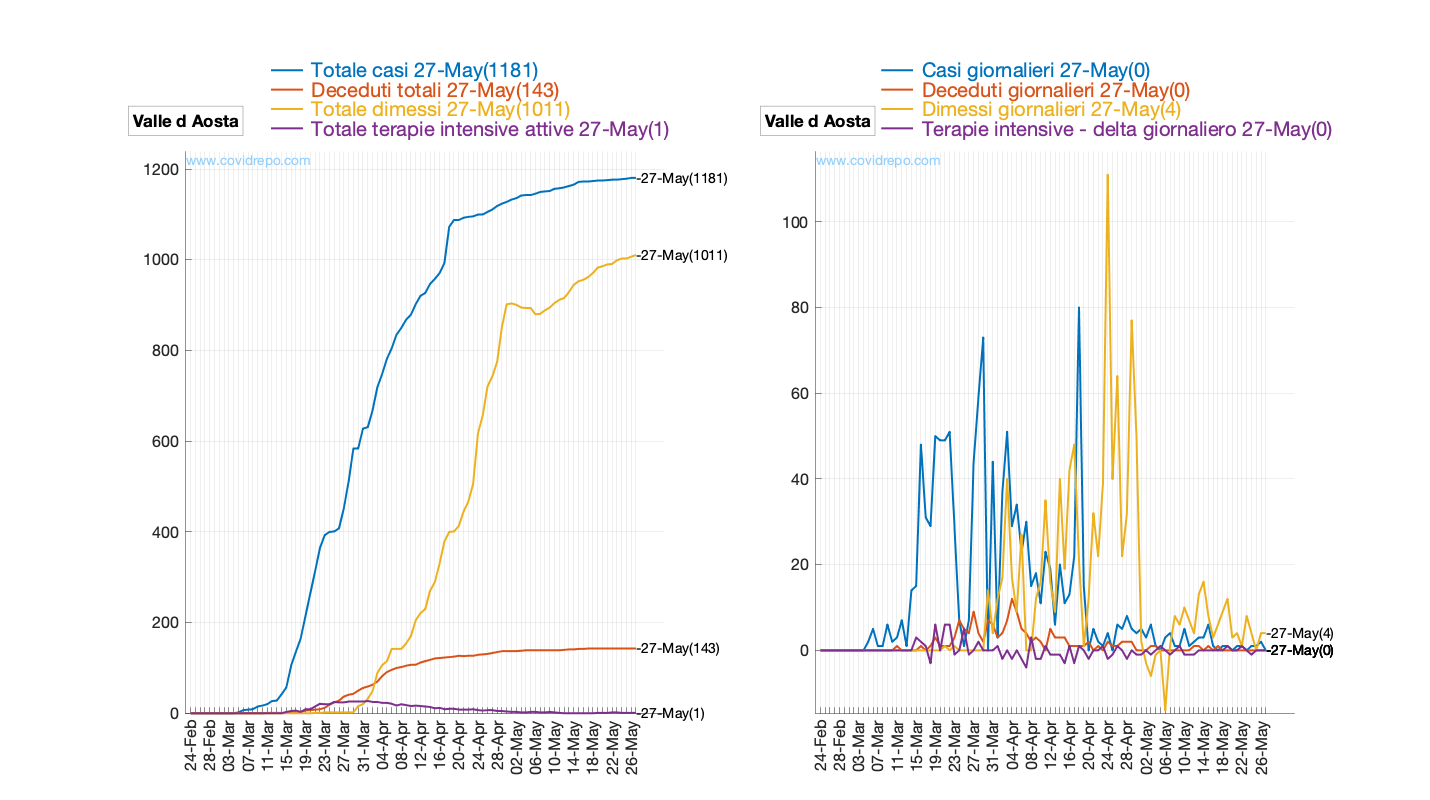 Totale casi 27-May(1181)
Deceduti totali 27-May(143)
Totale dimessi 27-May(1011)
Totale terapie intensive attive 27-May(1)
Valle d Aosta
www.covidrepo.com
1200
1000
800
600
400
200
0
-27-May(1181)
-27-May(1011)
-27-May(143)
-27-May(1)
24-Feb
28-Feb
03-Mar
07-Mar
11-Mar
15-Mar
19-Mar
23-Mar
27-Mar
31-Mar
04-Apr
08-Apr
12-Apr
16-Apr
20-Apr
24-Apr
28-Apr
02-May
06-May
10-May
14-May
18-May
22-May
26-May
Casi giornalieri 27-May(0)
Deceduti giornalieri 27-May(0)
Dimessi giornalieri 27-May(4)
Terapie intensive - delta giornaliero 27-May(0)
Valle d Aosta
www.covidrepo.com
100
80
60
40
20
0
-27-May(4)
-27-May(0)
24-Feb
28-Feb
03-Mar
07-Mar
11-Mar
15-Mar
19-Mar
23-Mar
27-Mar
31-Mar
04-Apr
08-Apr
12-Apr
16-Apr
20-Apr
24-Apr
28-Apr
02-May
06-May
10-May
14-May
18-May
22-May
26-May